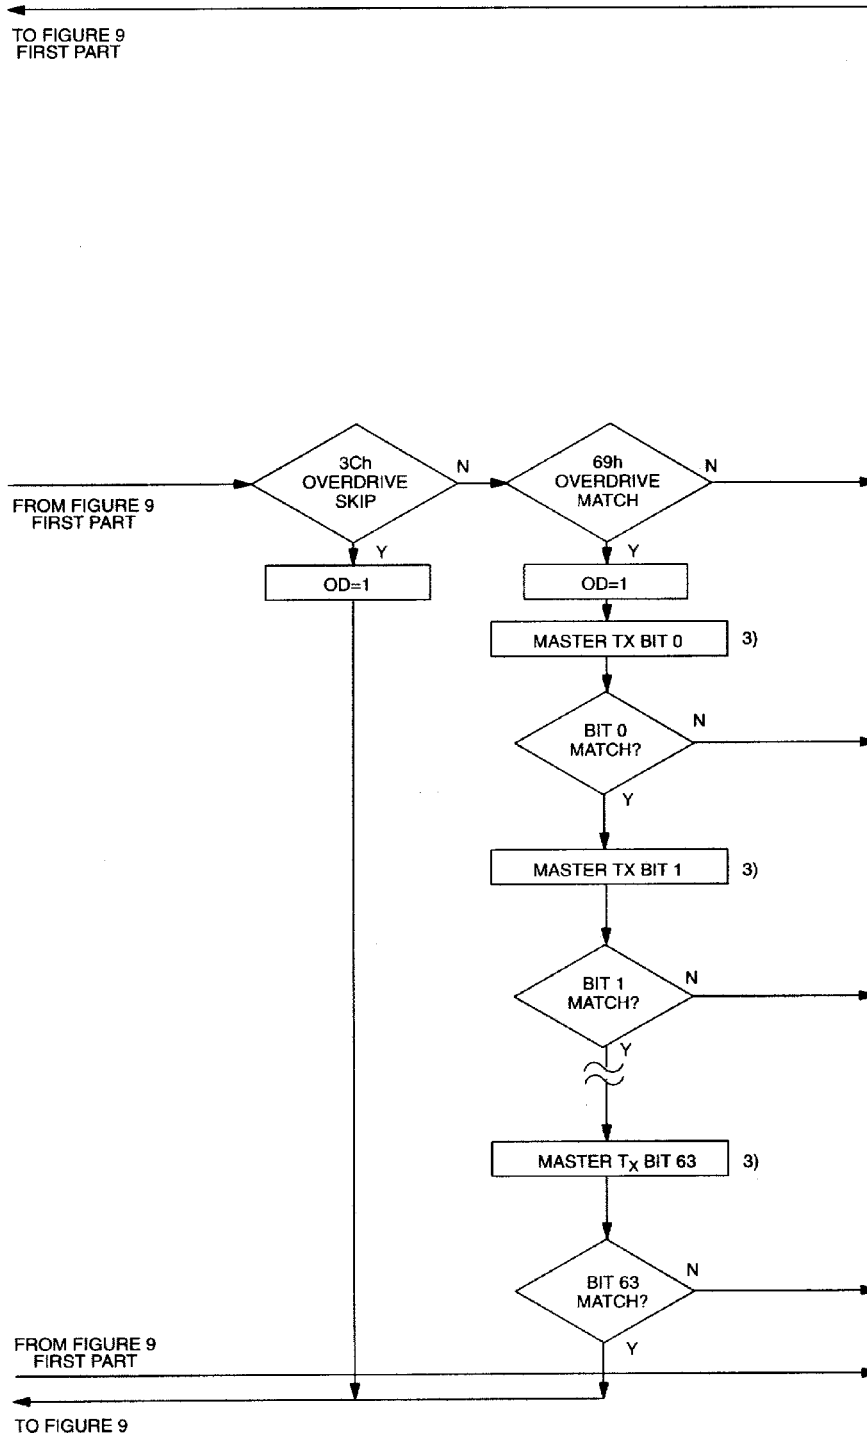 TO FIGURE 9
FIRST PART
3Ch
OVERDRIVE
SKIP
N
69h
OVERDRIVE
MATCH
N
FROM FIGURE 9
FIRST PART
Y
Y
OD=1
OD=1
MASTER TX BIT 0
3)
BIT 0
MATCH?
N
Y
MASTER TX BIT 1
3)
BIT 1
MATCH?
N
Y
MASTER TX BIT 63
3)
BIT 63
MATCH?
N
Y
FROM FIGURE 9
FIRST PART
TO FIGURE 9